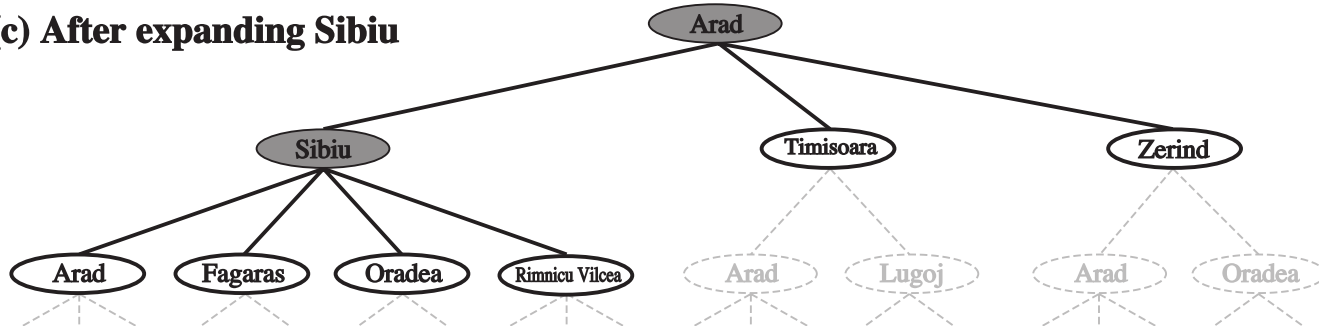 c) After expanding Sibiu
Arad
Sibiu
Timisoara
Zerind
Arad
Fagaras
Oradea
Rimnicu Vilcea
Arad
Lugoj
Arad
Oradea